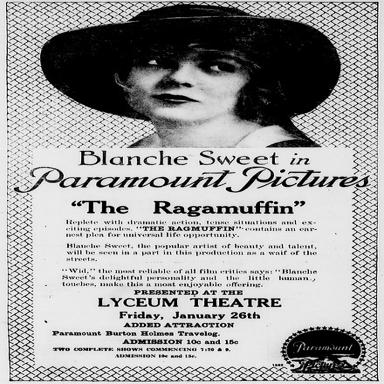 Blanche Sweet in
Paramount Pictures
"The Ragamuffin"
Replete with dramatic action, tense situations and ex-
citing episodes, "THE RAGMUFFIN" contains an ear-
nest plea for universal life opportunity.
Blanche Sweet, the popular artist of beauty and talent,
will be seen in a part in this production as a waif of the
streets.
"Wid," the most reliable of all film critics says: "Blanche
Sweet's delightful personality and the little human
touches, make this a most enjoyable offering.
PRESENTED AT THE
LYCEUM THEATRE
Friday, January 26th
ADDED ATTRACTION
Paramount Burton Holmes Travelog.
ADMISSION 10c and 15c
TWO COMPLETE SHOWS COMMENCING 7:30 & 9.
ADMISSION 10c and 15c.
Paramount
Pictures